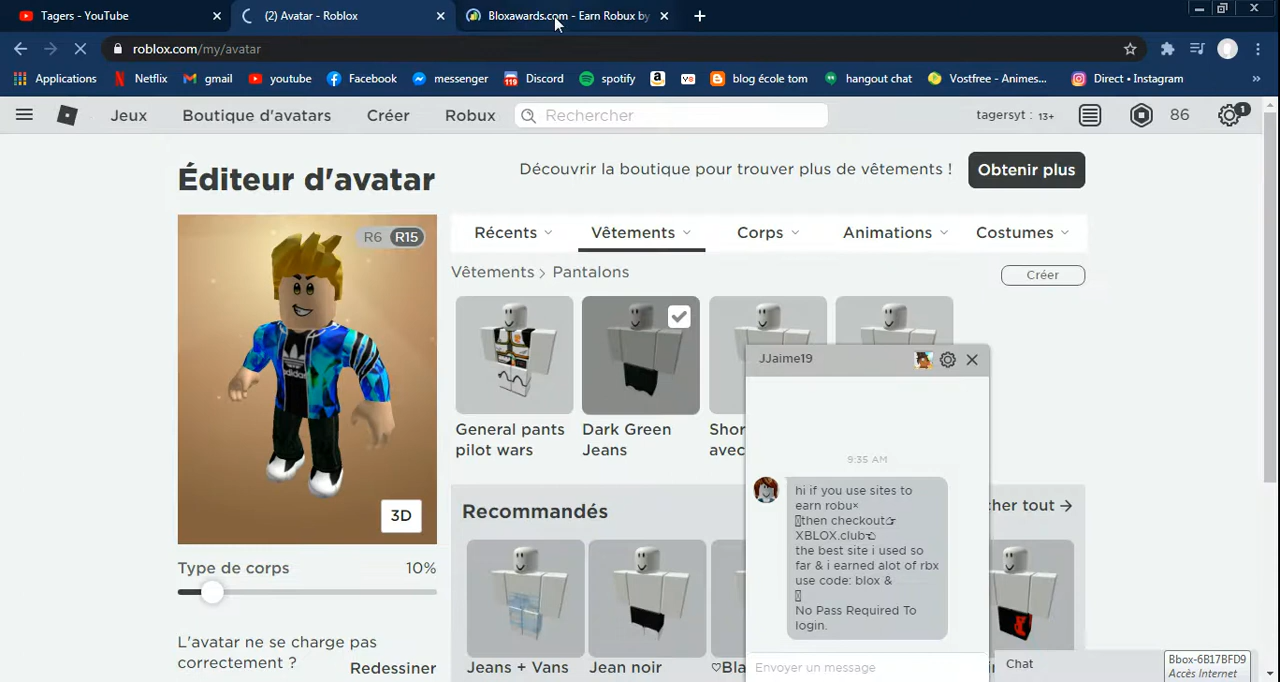 Tagers - YouTube
(2) Avatar - Roblox
Bloxawards.com - Earn Robux by
roblox.com/my/avatar
Applications
Netflix
gmail
youtube
Facebook
messenger
Discord
spotify
blog école tom
hangout chat
Vostfree - Animes...
Direct • Instagram
»
Jeux
Boutique d'avatars
Créer
Robux
Rechercher
tagersyt : 13+
86
1
Éditeur d'avatar
Découvrir la boutique pour trouver plus de vêtements !
Obtenir plus
R6 R15
3D
Récents
Vêtements
Corps
Animations
Costumes
Vêtements > Pantalons
Créer
General pants
pilot wars
Dark Green
Jeans
Shor
avec
Recommandés
cher tout →
Jeans + Vans
Jean noir
♡Bla
Type de corps
10%
L'avatar ne se charge pas
correctement ?
Redessiner
JJaime19
9:35 AM
hi if you use sites to
earn robu×
then checkout👉
XBLOX.club👈
the best site i used so
far & i earned alot of rbx
use code: blox &
No Pass Required To
login.
Envoyer un message
Chat
Bbox-6B17BFD9
Accès Internet